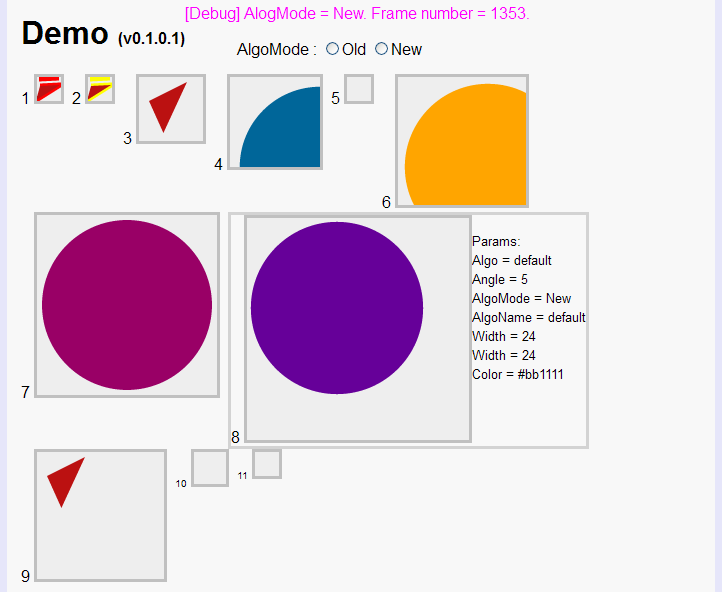 [Debug] AlogMode = New. Frame number = 1353.
Demo (v0.1.0.1)
AlgoMode : Old New
1 2 3 4 5 6
7 8
Params:
Algo = default
Angle = 5
AlgoMode = New
AlgoName = default
Width = 24
Width = 24
Color = #bb1111
9 10 11